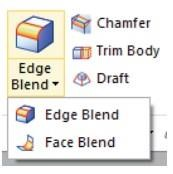 Edge
Blend
Chamfer
Trim Body
Draft
Edge Blend
Face Blend